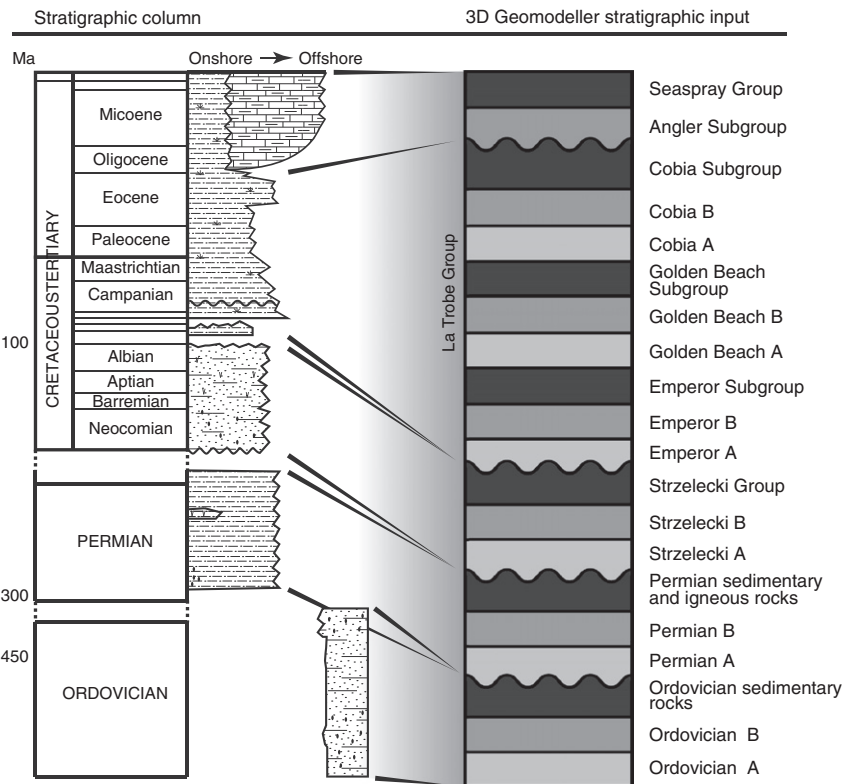 Stratigraphic column
3D Geomodeller stratigraphic input
Ma
Onshore
Offshore
Micoene
Oligocene
Eocene
Paleocene
Maastrichtian
Campanian
Albian
Aptian
Barremian
Neocomian
TERTIARY
CRETACEOUS
PERMIAN
ORDOVICIAN
100
300
450
La Trobe Group
Seaspray Group
Angler Subgroup
Cobia Subgroup
Cobia B
Cobia A
Golden Beach
Subgroup
Golden Beach B
Golden Beach A
Emperor Subgroup
Emperor B
Emperor A
Strzelecki Group
Strzelecki B
Strzelecki A
Permian sedimentary
and igneous rocks
Permian B
Permian A
Ordovician sedimentary
rocks
Ordovician B
Ordovician A